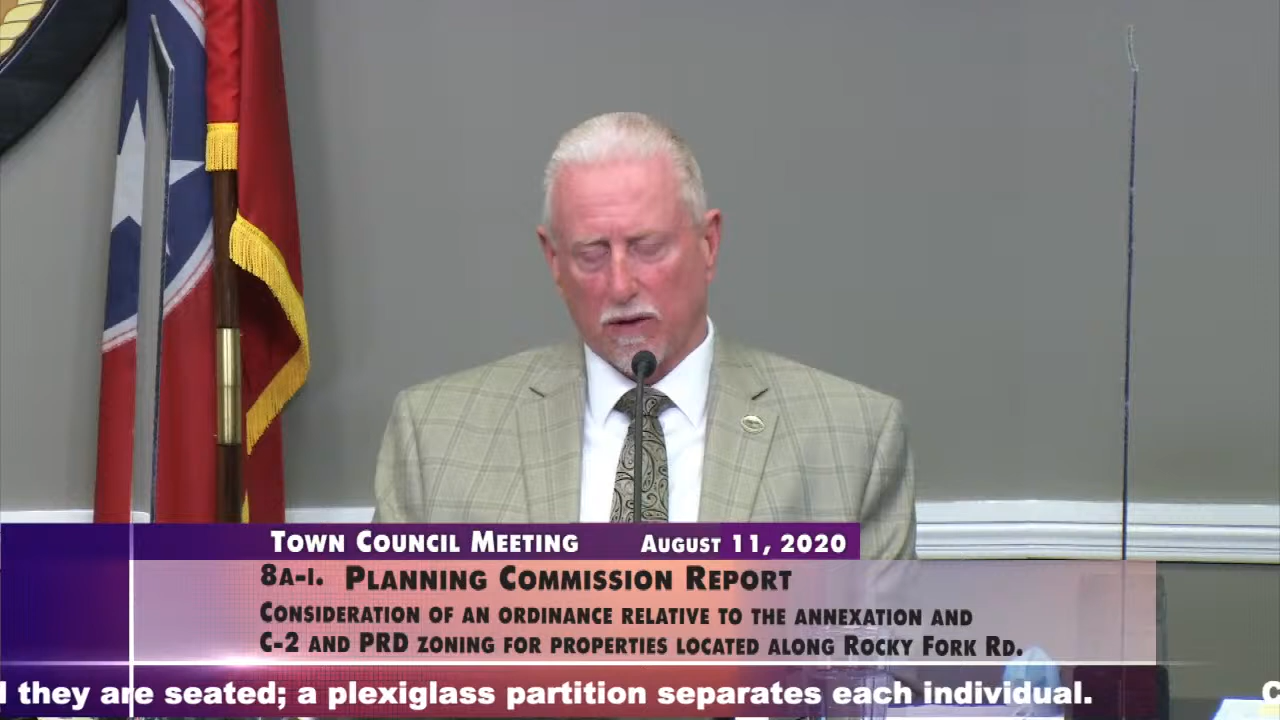 Town Council Meeting August 11, 2020
8a-i. Planning Commission Report
Consideration of an ordinance relative to the annexation and
C-2 and PRD zoning for properties located along Rocky Fork Rd.
they are seated; a plexiglass partition separates each individual.